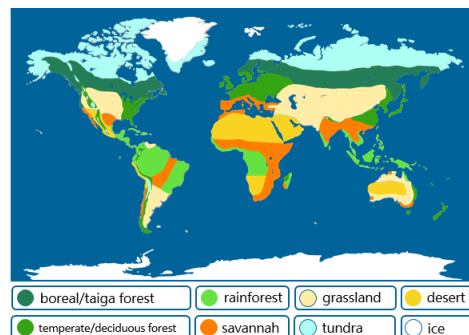 boreal/taiga forest rainforest grassland desert
temperate/deciduous forest savannah tundra ice